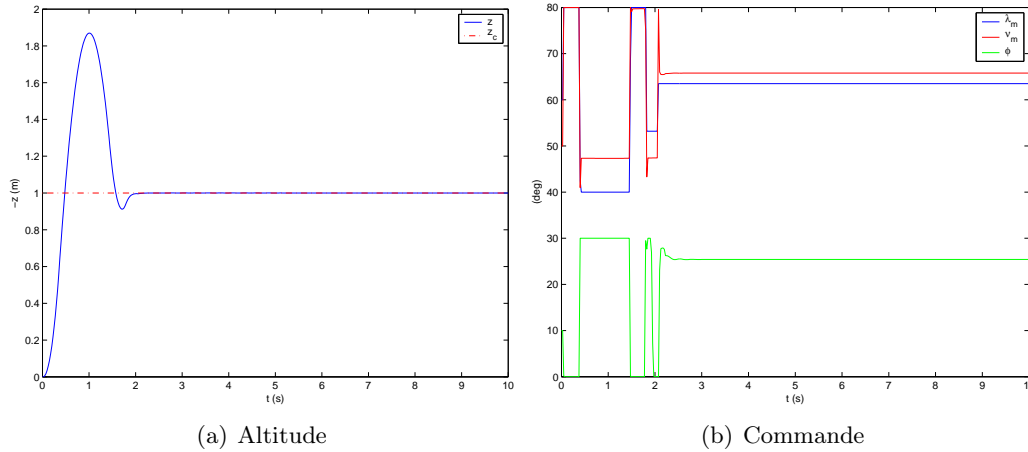 2
1.8
1.6
1.4
1.2
1
0.8
0.6
0.4
0.2
0
-z (m)
0 1 2 3 4 5 6 7 8 9 10
t (s)
z
z_c
(a) Altitude
80
70
60
50
40
30
20
10
0
(deg)
0 1 2 3 4 5 6 7 8 9 10
t (s)
λ_m
ν_m
φ
(b) Commande